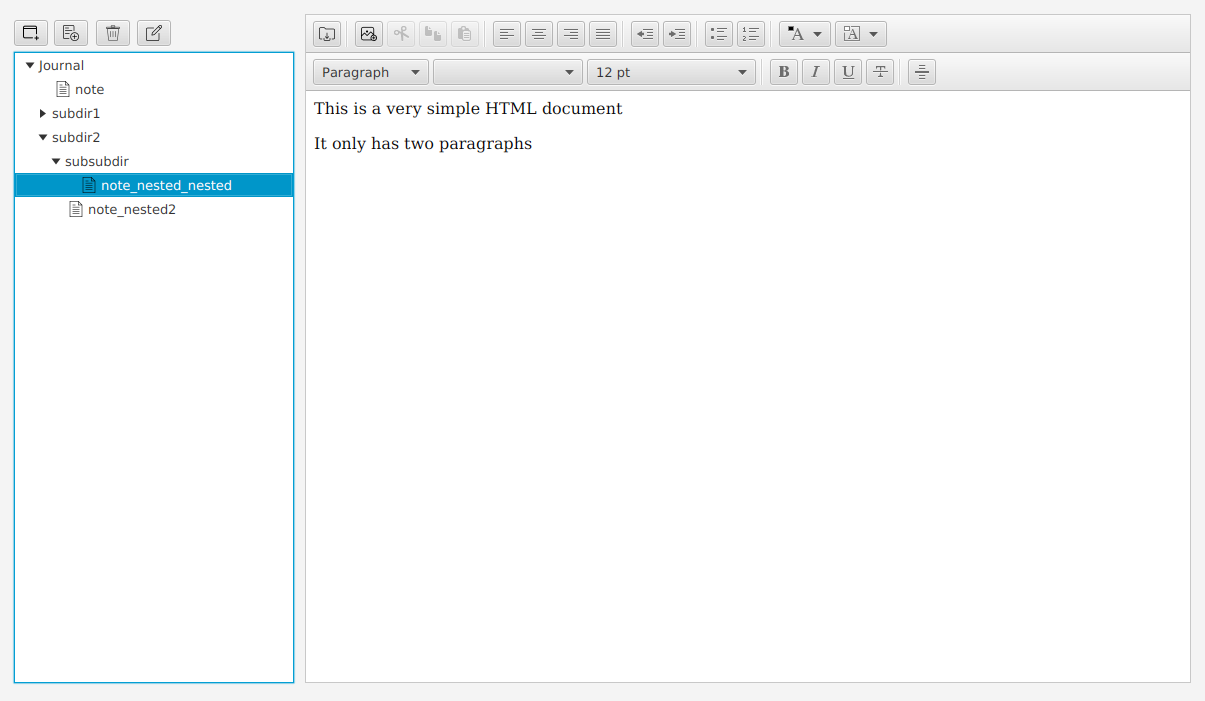 Journal
note
subdir1
subdir2
subsubdir
note_nested_nested
note_nested2
A A
Paragraph 12 pt B I U T
This is a very simple HTML document
It only has two paragraphs